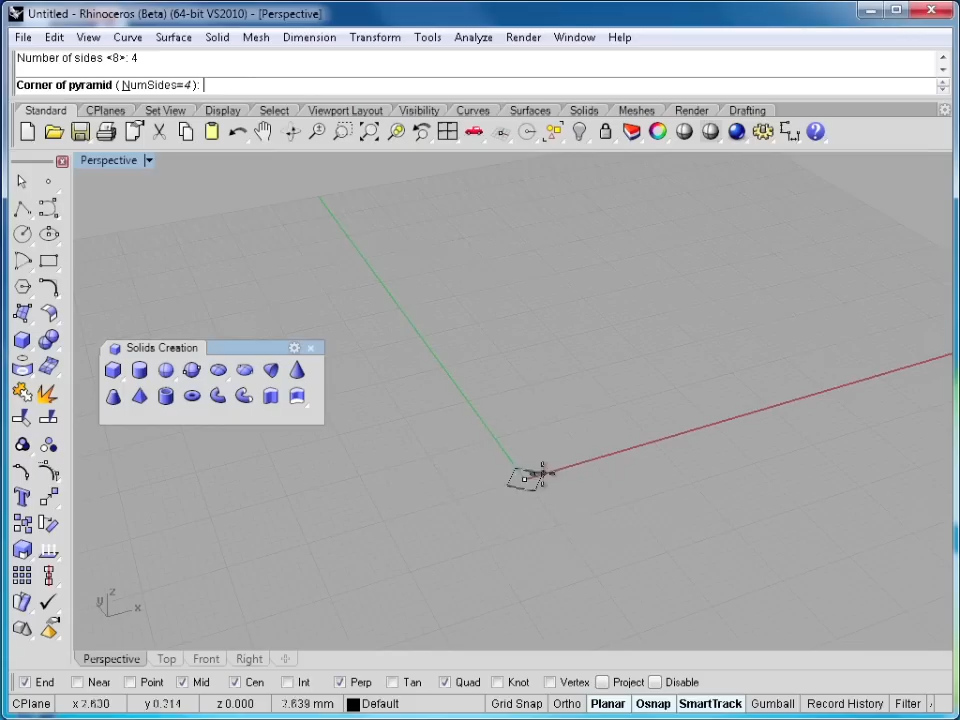 Untitled - Rhinoceros (Beta) (64-bit VS2010) - [Perspective]
File Edit View Curve Surface Solid Mesh Dimension Transform Tools Analyze Render Window Help
Number of sides <8>: 4
Corner of pyramid ( NumSides=4 ):
Standard CPlanes Set View Display Select Viewport Layout Visibility Curves Surfaces Solids Meshes Render Drafting
Perspective
Solids Creation
z
y x
Perspective Top Front Right
End Near Point Mid Cen Int Perp Tan Quad Knot Vertex Project Disable
CPlane x 2.630 y 0.214 z 0.000 2.639 mm Default Grid Snap Ortho Planar Osnap SmartTrack Gumball Record History Filter